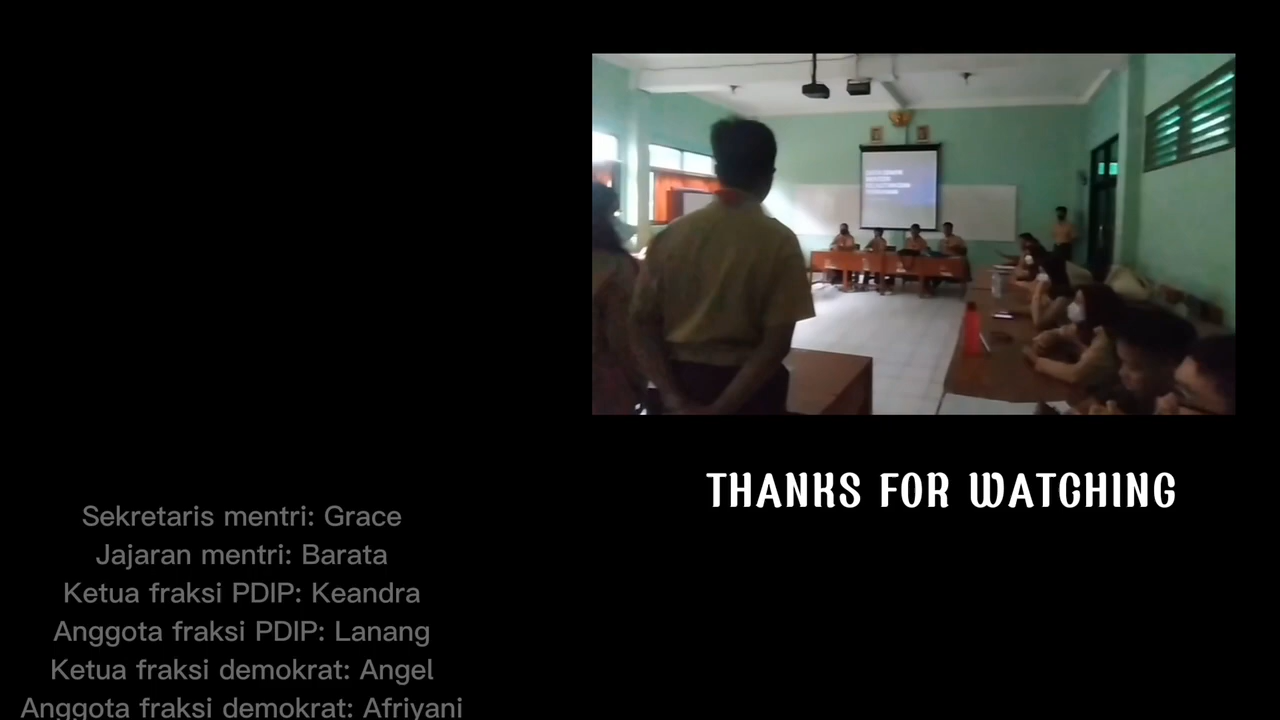 THANKS FOR WATCHING
Sekretaris mentri: Grace
Jajaran mentri: Barata
Ketua fraksi PDIP: Keandra
Anggota fraksi PDIP: Lanang
Ketua fraksi demokrat: Angel
Anggota fraksi demokrat: Afriyani